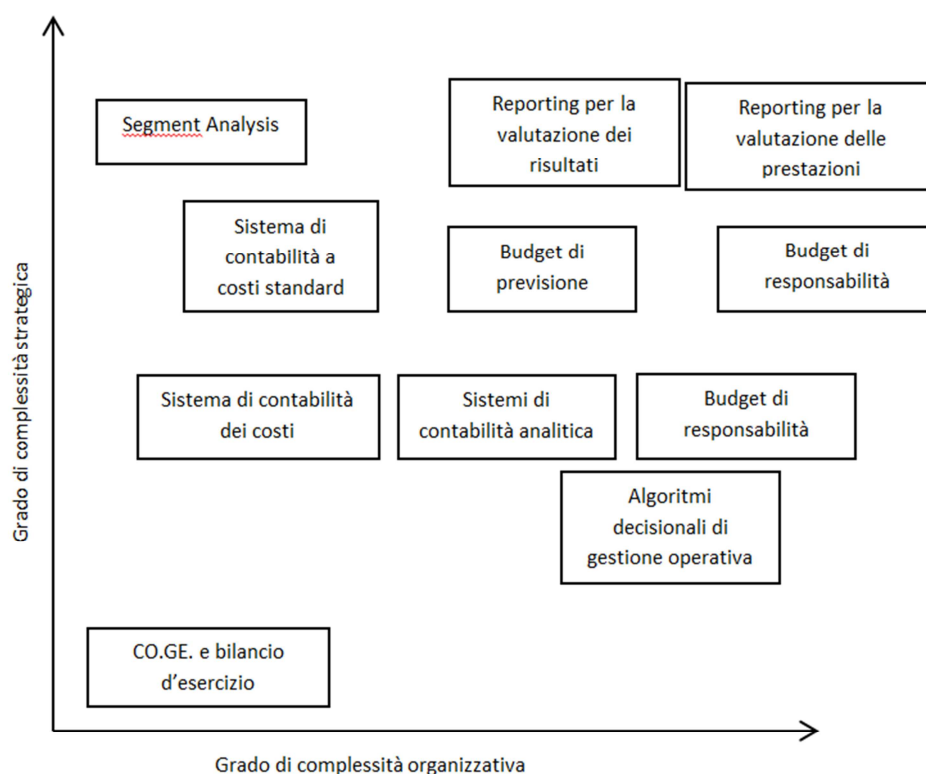 Grado di complessità strategica
Segment Analysis
Reporting per la
valutazione dei
risultati
Reporting per la
valutazione delle
prestazioni
Sistema di
contabilità a
costi standard
Budget di
previsione
Budget di
responsabilità
Sistema di contabilità
dei costi
Sistemi di
contabilità analitica
Budget di
responsabilità
Algoritmi
decisionali di
gestione operativa
CO.GE. e bilancio
d'esercizio
Grado di complessità organizzativa